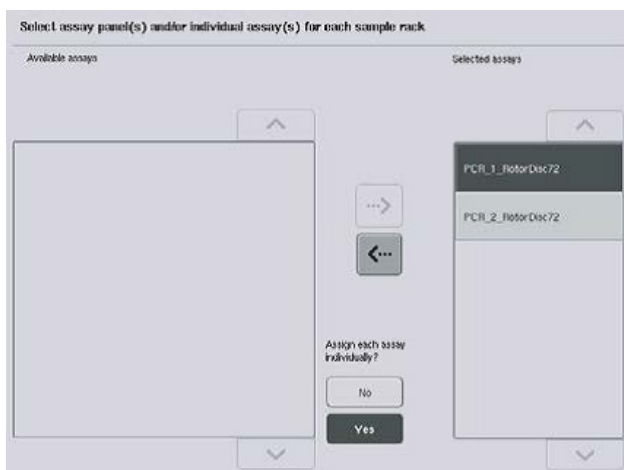 Select assay panel(s) and/or individual assay(s) for each sample rack
Available assays
Selected assays
PCR_1_RotorDisc72
PCR_2_RotorDisc72
Assign each assay
individually?
No
Yes